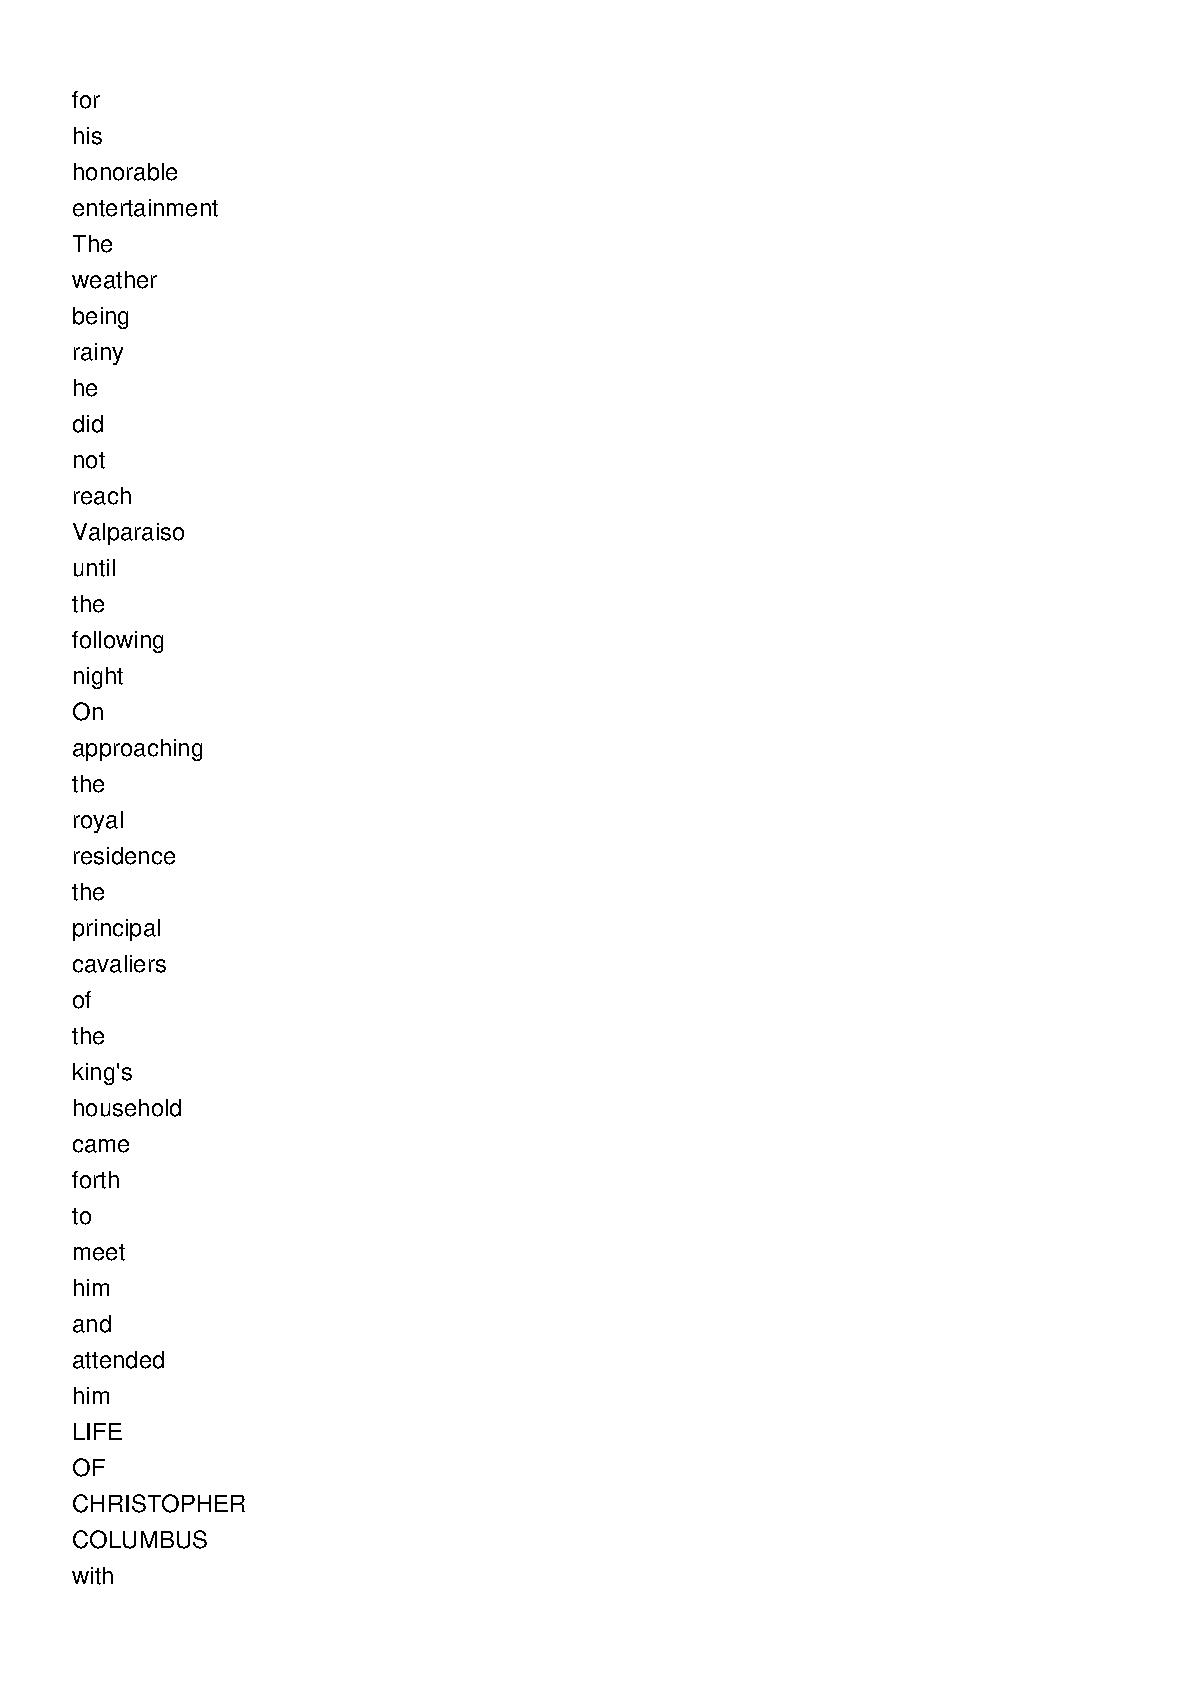 for
his
honorable
entertainment
The
weather
being
rainy
he
did
not
reach
Valparaiso
until
the
following
night
On
approaching
the
royal
residence
the
principal
cavaliers
of
the
king's
household
came
forth
to
meet
him
and
attended
him
LIFE
OF
CHRISTOPHER
COLUMBUS
with